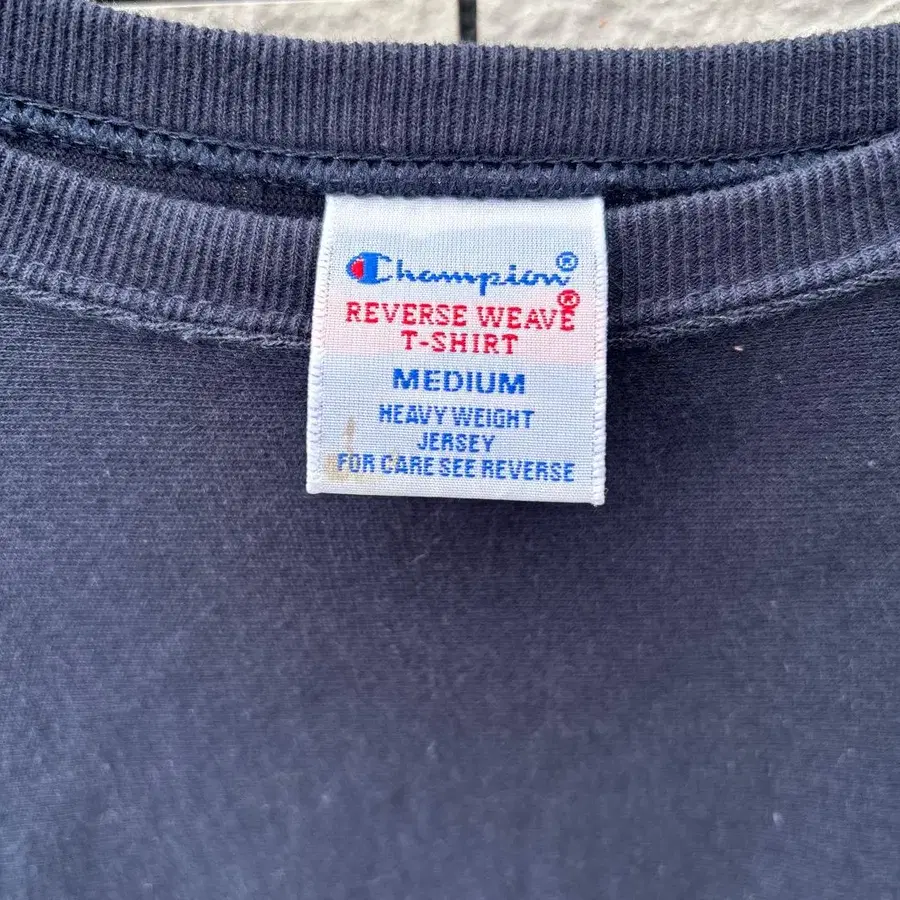 Champion®
REVERSE WEAVE®
T-SHIRT
MEDIUM
HEAVY WEIGHT
JERSEY
FOR CARE SEE REVERSE